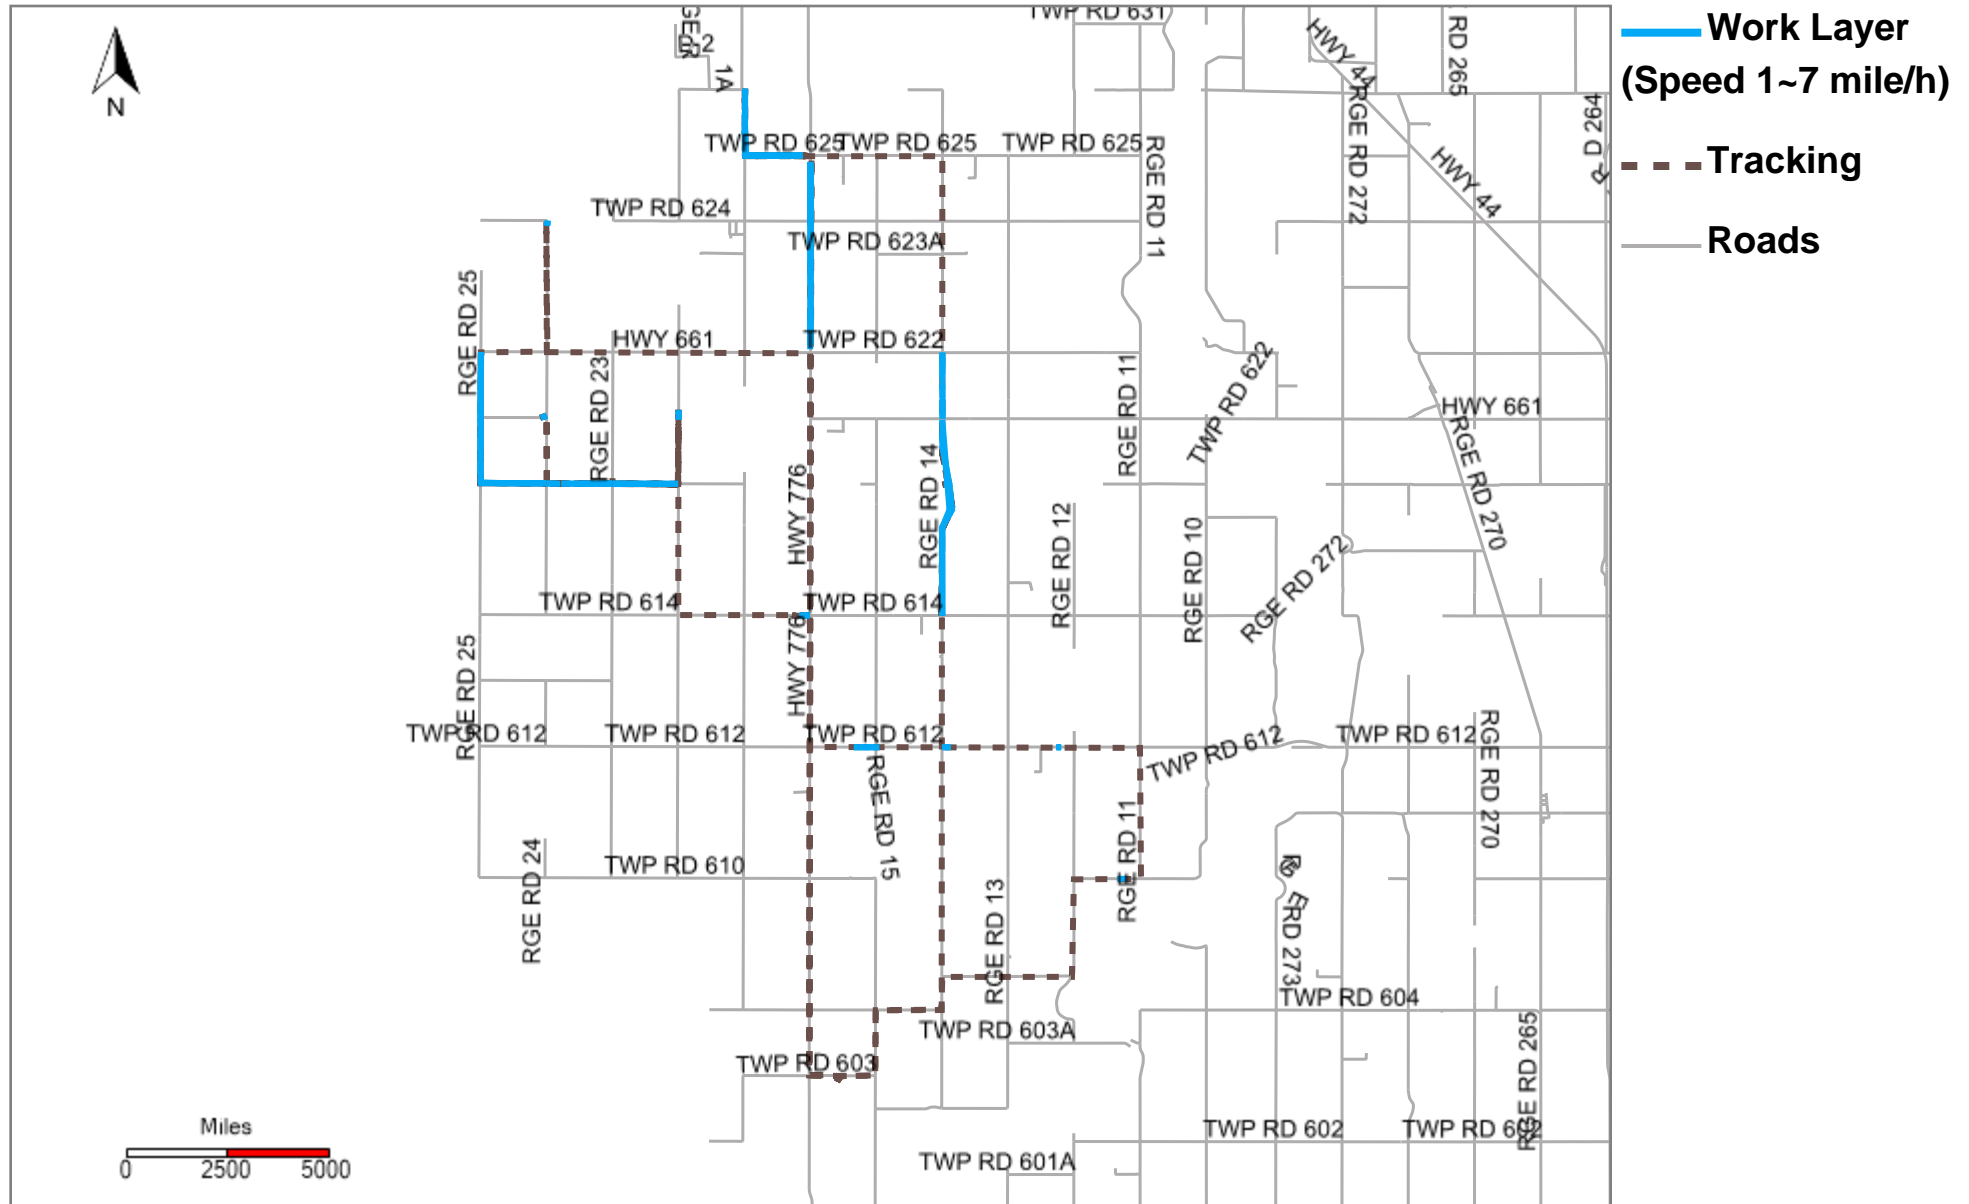 TWP RD 631
RGE R
D 2
1A
HWY 44
RD 265
Work Layer
(Speed 1~7 mile/h)
N
RGE RD 272
R D 264
TWP RD 625
TWP RD 625
TWP RD 625
RGE RD 11
HWY 44
Tracking
TWP RD 624
TWP RD 623A
Roads
RGE RD 25
HWY 661
TWP RD 622
RGE RD 23
RGE RD 11
TWP RD 622
HWY 661
RGE RD 270
HWY 776
RGE RD 14
RGE RD 12
RGE RD 10
RGE RD 272
TWP RD 614
TWP RD 614
HWY 776
RGE RD 25
TWP RD 612
TWP RD 612
TWP RD 612
TWP RD 612
TWP RD 612
RGE RD 270
RGE RD 15
RGE RD 11
RGE RD 24
TWP RD 610
RGE RD 13
RGE RD 273
TWP RD 604
TWP RD 603A
TWP RD 603
RGE RD 265
Miles
0 2500 5000
TWP RD 602
TWP RD 602
TWP RD 601A